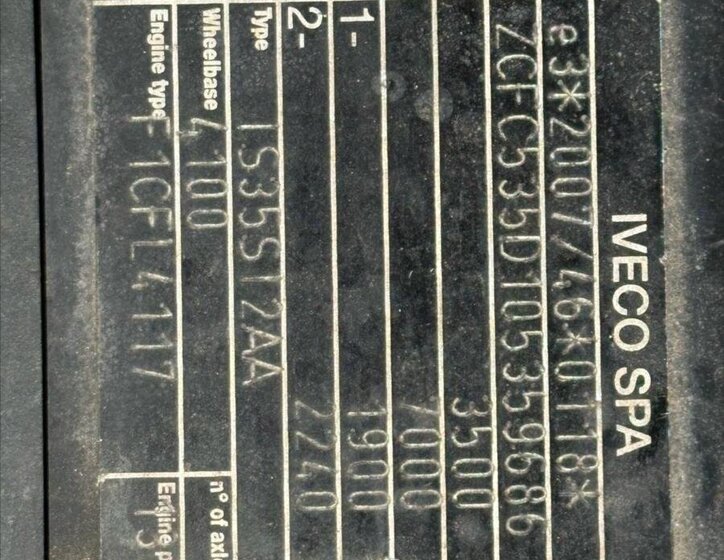 IVECO SPA
e3*2007/46*0118*
ZCFC535D105359686
3500
7000
1- 1900
2- 2240
Type IS35SI2AA
Wheelbase 4100 n° of axl
Engine type F1CFL4117 Engine p